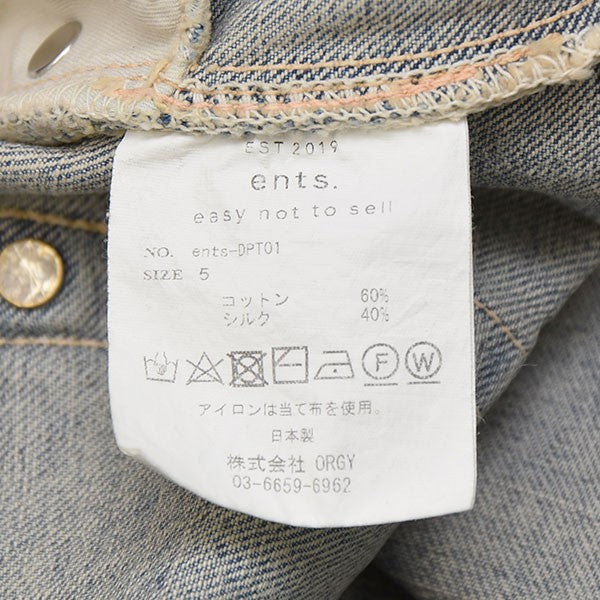 EST 2019
ents.
easy not to sell
NO. ents-DPT01
SIZE 5
コットン 60%
シルク 40%
F W
アイロンは当て布を使用。
日本製
株式会社 ORGY
03-6659-6962